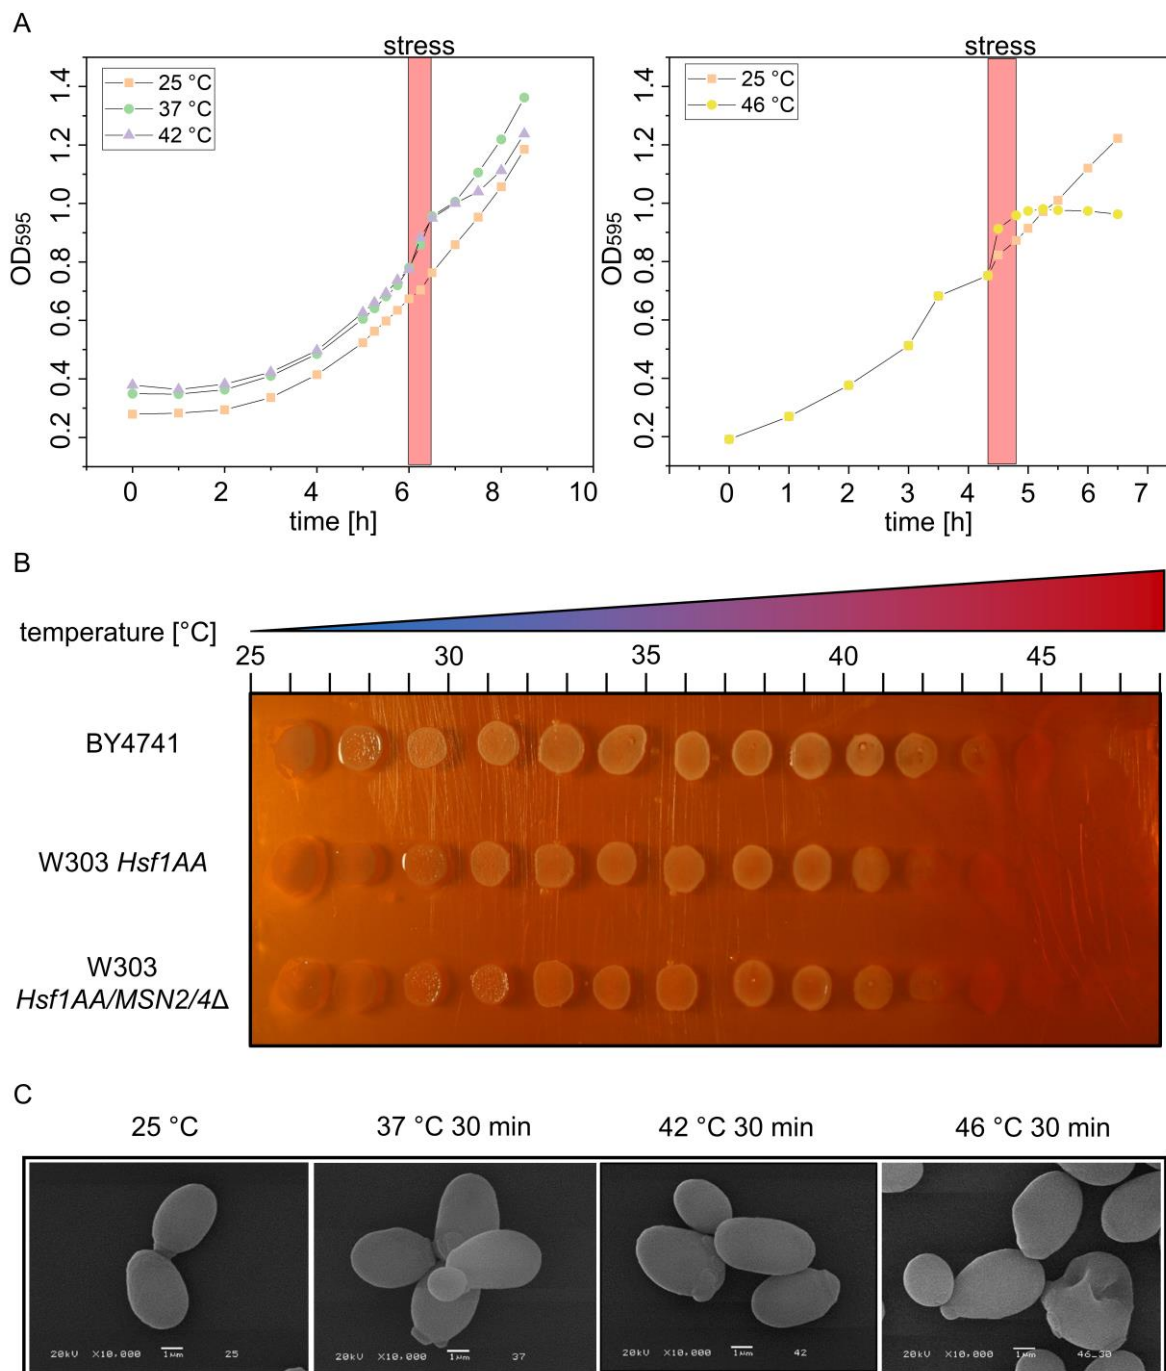 A
stress
stress
25 °C
37 °C
42 °C
25 °C
46 °C
1.4
1.2
1.0
0.8
0.6
0.4
0.2
OD595
0 2 4 6 8 10
time [h]
1.4
1.2
1.0
0.8
0.6
0.4
0.2
OD595
0 1 2 3 4 5 6 7
time [h]
B
temperature [°C]
25 30 35 40 45
BY4741
W303 Hsf1AA
W303
Hsf1AA/MSN2/4Δ
C
25 °C
37 °C 30 min
42 °C 30 min
46 °C 30 min
20kV X10,000 1µm 25
20kV X10,000 1µm 37
20kV X10,000 1µm 42
20kV X10,000 1µm 46_30